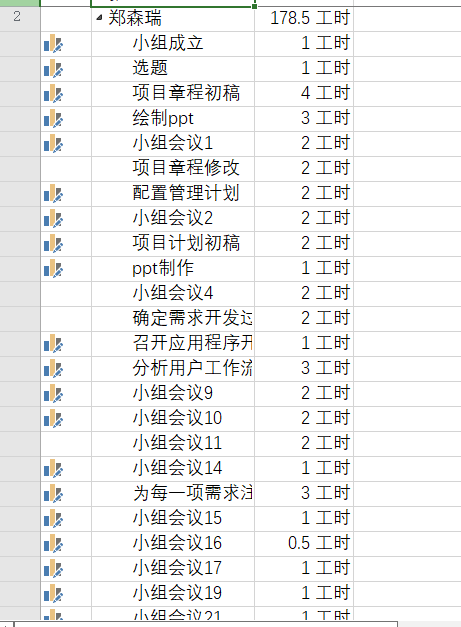 2 郑森瑞 178.5 工时
小组成立 1 工时
选题 1 工时
项目章程初稿 4 工时
绘制ppt 3 工时
小组会议1 2 工时
项目章程修改 2 工时
配置管理计划 2 工时
小组会议2 2 工时
项目计划初稿 2 工时
ppt制作 1 工时
小组会议4 2 工时
确定需求开发过 2 工时
召开应用程序开 1 工时
分析用户工作流 3 工时
小组会议9 2 工时
小组会议10 2 工时
小组会议11 2 工时
小组会议14 1 工时
为每一项需求注 3 工时
小组会议15 1 工时
小组会议16 0.5 工时
小组会议17 1 工时
小组会议19 1 工时
小组会议21 1 工时